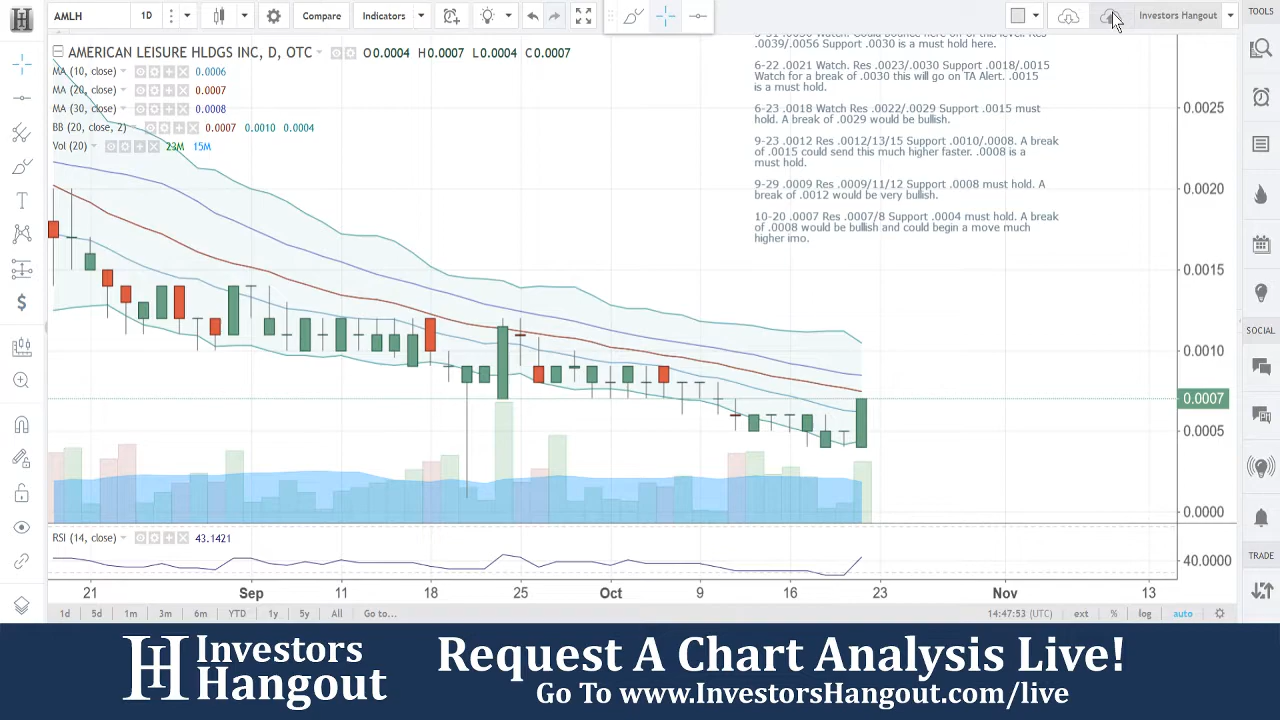 AMLH 1D Compare Indicators Investors Hangout TOOLS
AMERICAN LEISURE HLDGS INC, D, OTC O0.0004 H0.0007 L0.0004 C0.0007
MA (10, close) 0.0006
MA (20, close) 0.0007
MA (30, close) 0.0008
BB (20, close, 2) 0.0007 0.0010 0.0004
Vol (20) 23M 15M
.0039/.0056 Support .0030 is a must hold here.
6-22 .0021 Watch. Res .0023/.0030 Support .0018/.0015
Watch for a break of .0030 this will go on TA Alert. .0015
is a must hold.
6-23 .0018 Watch Res .0022/.0029 Support .0015 must
hold. A break of .0029 would be bullish.
9-23 .0012 Res .0012/13/15 Support .0010/.0008. A break
of .0015 could send this much higher faster. .0008 is a
must hold.
9-29 .0009 Res .0009/11/12 Support .0008 must hold. A
break of .0012 would be very bullish.
10-20 .0007 Res .0007/8 Support .0004 must hold. A break
of .0008 would be bullish and could begin a move much
higher imo.
0.0025
0.0020
0.0015
0.0010
0.0007
0.0005
0.0000
SOCIAL
TRADE
RSI (14, close) 43.1421
40.0000
21 Sep 11 18 25 Oct 9 16 23 Nov 13
1d 5d 1m 3m 6m YTD 1y 5y All Go to... 14:47:53 (UTC) ext % log auto
Investors
Hangout
Request A Chart Analysis Live!
Go To www.InvestorsHangout.com/live